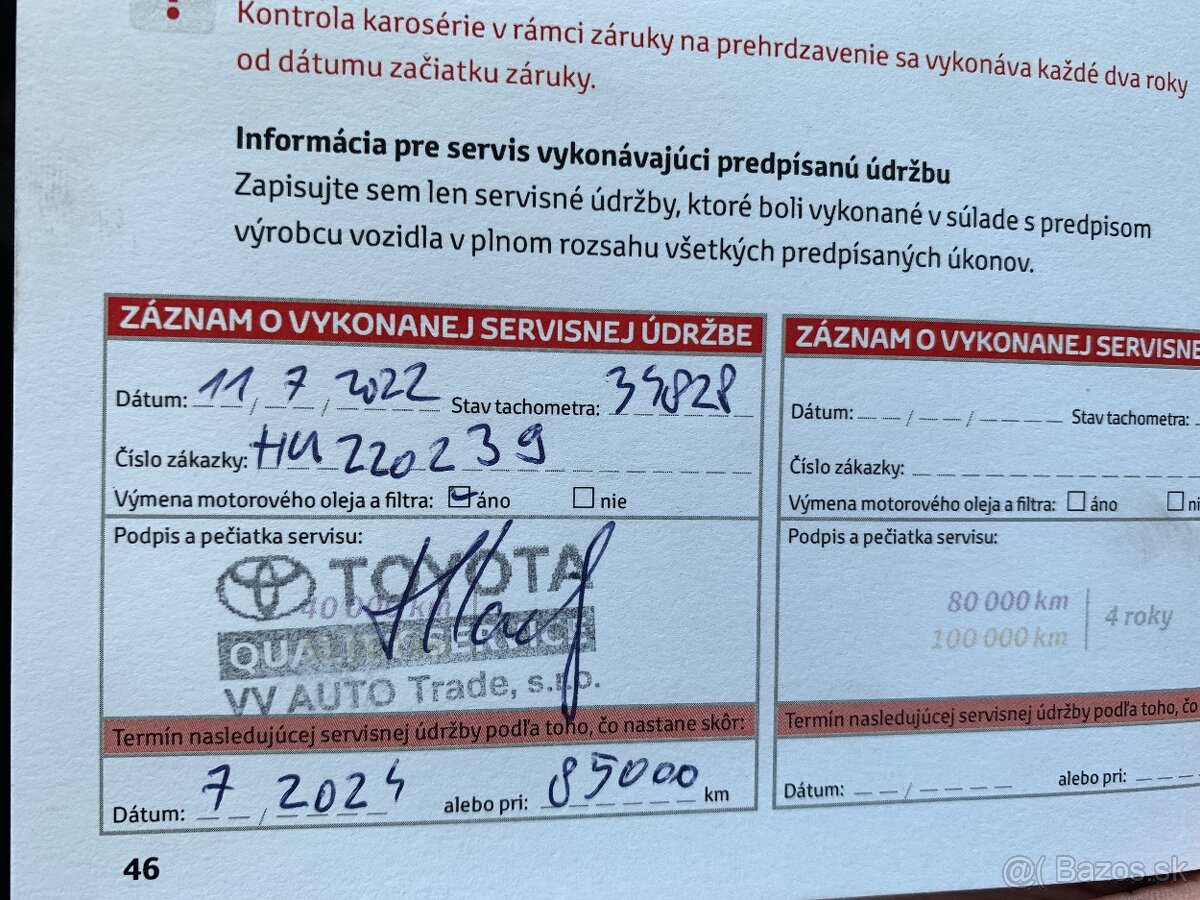 Kontrola karosérie v rámci záruky na prehrdzavenie sa vykonáva každé dva roky
od dátumu začiatku záruky.
Informácia pre servis vykonávajúci predpísanú údržbu
Zapisujte sem len servisné údržby, ktoré boli vykonané v súlade s predpisom
výrobcu vozidla v plnom rozsahu všetkých predpísaných úkonov.
ZÁZNAM O VYKONANEJ SERVISNEJ ÚDRŽBE
Dátum: 11 / 7 / 2022 Stav tachometra:
Číslo zákazky: HU220239
Výmena motorového oleja a filtra: áno nie
Podpis a pečiatka servisu:
TOYOTA
40 000 km
QUALITY SERVICE
VV AUTO Trade, s.r.o.
Termín nasledujúcej servisnej údržby podľa toho, čo nastane skôr:
Dátum: 7 / 2024 alebo pri: 85000 km
ZÁZNAM O VYKONANEJ SERVISNE
Dátum: / / Stav tachometra:
Číslo zákazky:
Výmena motorového oleja a filtra: áno ni
Podpis a pečiatka servisu:
80 000 km
100 000 km
4 roky
Termín nasledujúcej servisnej údržby podľa toho, čo
Dátum: / alebo pri:
46
@( Bazos.sk